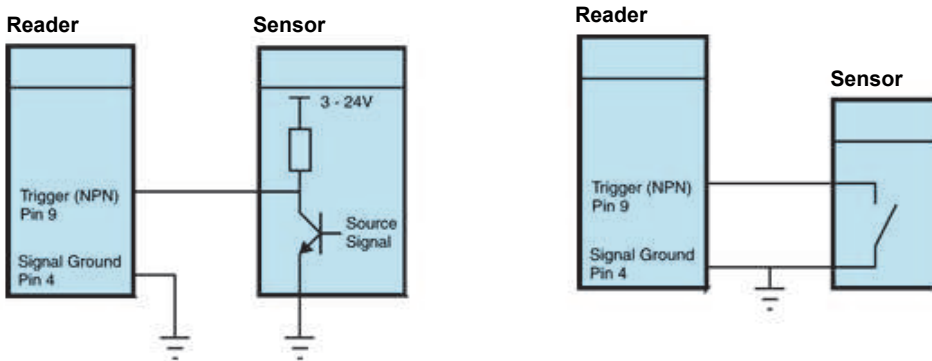 Reader
Sensor
3 - 24V
Trigger (NPN)
Pin 9
Source
Signal
Signal Ground
Pin 4
Reader
Sensor
Trigger (NPN)
Pin 9
Signal Ground
Pin 4